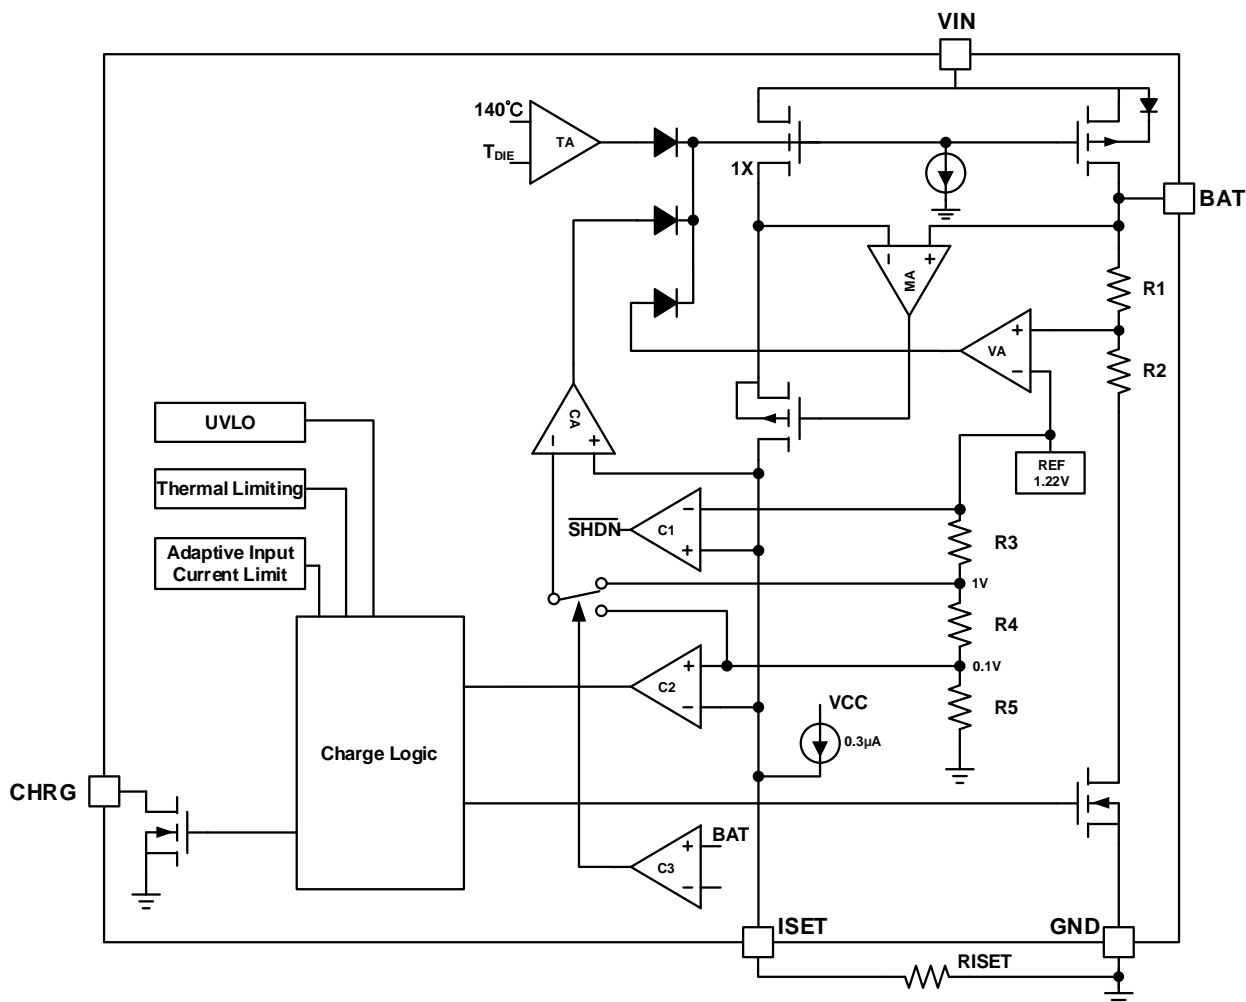 VIN
140℃
TDIE
TA
1X
BAT
+
−
MA
R1
+
−
VA
R2
CA
−
+
UVLO
REF
1.22V
Thermal Limiting
SHDN
−
+
C1
R3
Adaptive Input
Current Limit
1V
R4
+
−
C2
0.1V
R5
VCC
0.3µA
Charge Logic
CHRG
BAT
+
−
C3
ISET
GND
RISET